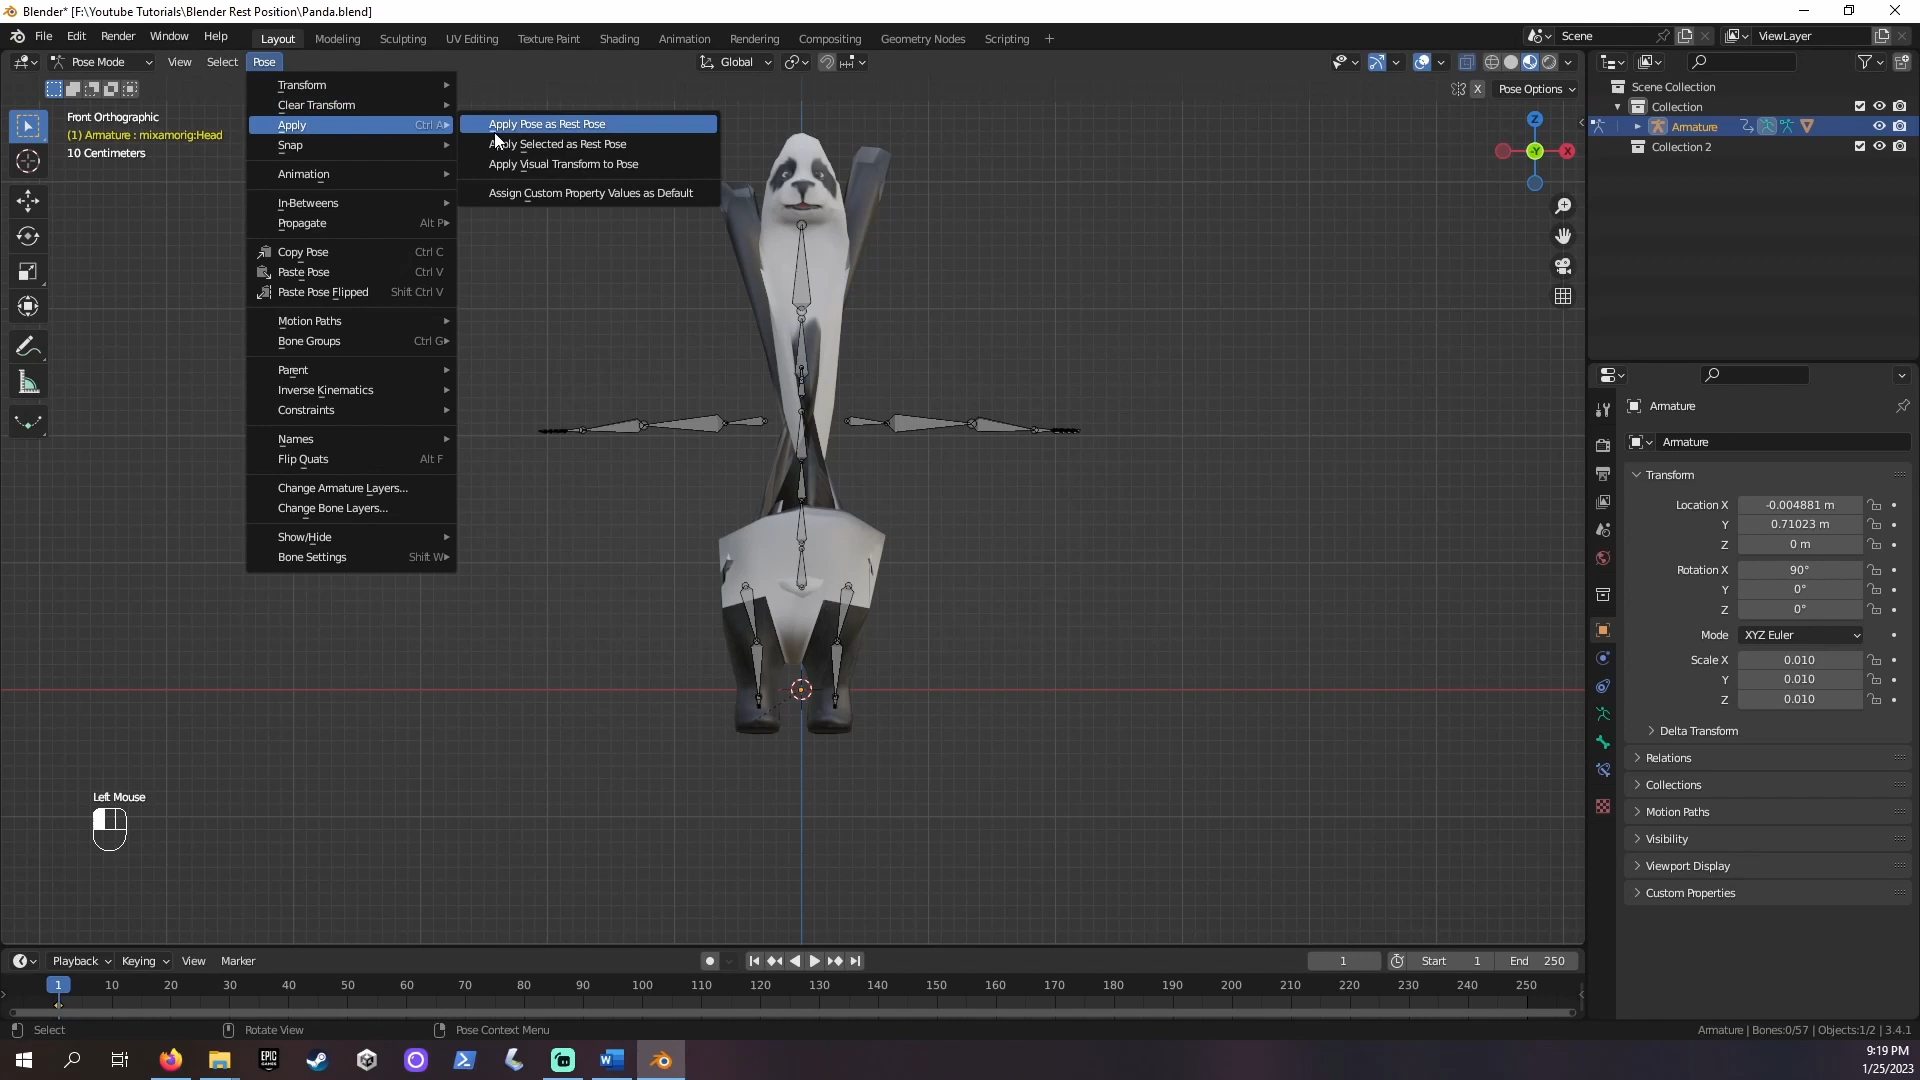 Blender* [F:\Youtube Tutorials\Blender Rest Position\Panda.blend]
File Edit Render Window Help Layout Modeling Sculpting UV Editing Texture Paint Shading Animation Rendering Compositing Geometry Nodes Scripting + Scene ViewLayer
Pose Mode View Select Pose Global
X Pose Options
Transform
Clear Transform
Apply Ctrl A
Snap
Animation
In-Betweens
Propagate Alt P
Copy Pose Ctrl C
Paste Pose Ctrl V
Paste Pose Flipped Shift Ctrl V
Motion Paths
Bone Groups Ctrl G
Parent
Inverse Kinematics
Constraints
Names
Flip Quats Alt F
Change Armature Layers...
Change Bone Layers...
Show/Hide
Bone Settings Shift W
Apply Pose as Rest Pose
Apply Selected as Rest Pose
Apply Visual Transform to Pose
Assign Custom Property Values as Default
Front Orthographic
(1) Armature : mixamorig:Head
10 Centimeters
Z
-Y X
Left Mouse
Scene Collection
Collection
Armature
Collection 2
Armature
Armature
Transform
Location X -0.004881 m
Y 0.71023 m
Z 0 m
Rotation X 90°
Y 0°
Z 0°
Mode XYZ Euler
Scale X 0.010
Y 0.010
Z 0.010
Delta Transform
Relations
Collections
Motion Paths
Visibility
Viewport Display
Custom Properties
Playback Keying View Marker 1 Start 1 End 250
1 10 20 30 40 50 60 70 80 90 100 110 120 130 140 150 160 170 180 190 200 210 220 230 240 250
Select Rotate View Pose Context Menu Armature | Bones:0/57 | Objects:1/2 | 3.4.1
EPIC GAMES
9:19 PM
1/25/2023